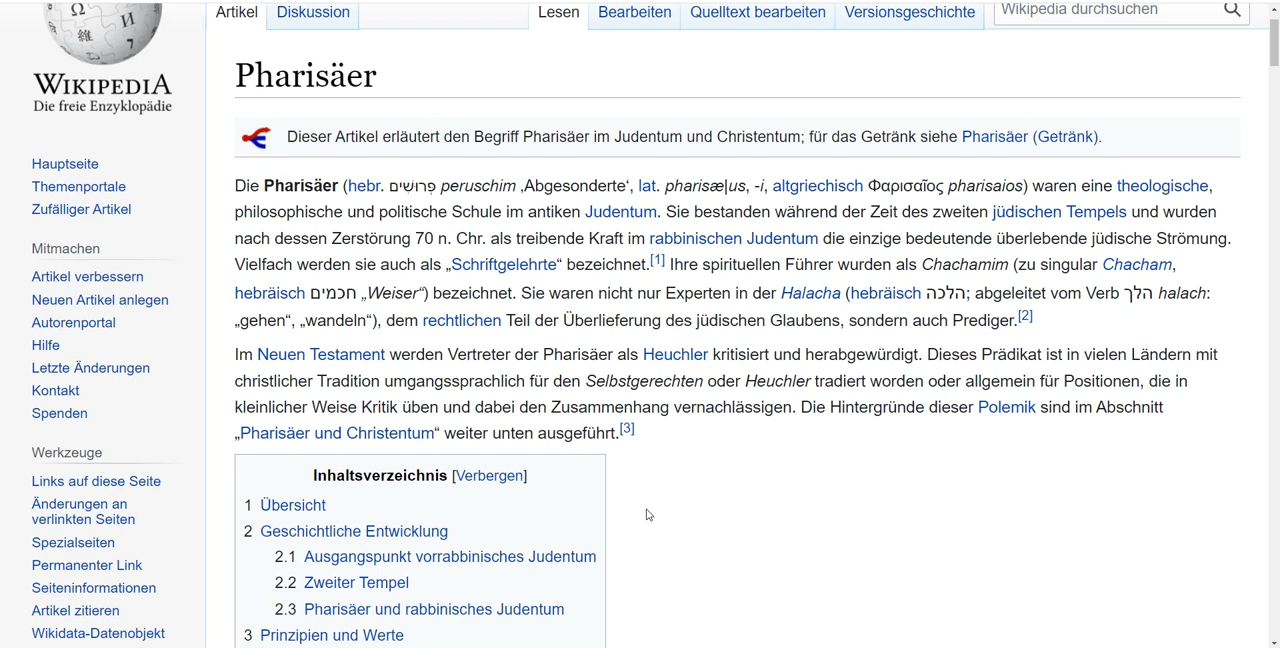 Artikel Diskussion Lesen Bearbeiten Quelltext bearbeiten Versionsgeschichte Wikipedia durchsuchen
WIKIPEDIA
Die freie Enzyklopädie
Hauptseite
Themenportale
Zufälliger Artikel
Mitmachen
Artikel verbessern
Neuen Artikel anlegen
Autorenportal
Hilfe
Letzte Änderungen
Kontakt
Spenden
Werkzeuge
Links auf diese Seite
Änderungen an
verlinkten Seiten
Spezialseiten
Permanenter Link
Seiteninformationen
Artikel zitieren
Wikidata-Datenobjekt
Pharisäer
Dieser Artikel erläutert den Begriff Pharisäer im Judentum und Christentum; für das Getränk siehe Pharisäer (Getränk).
Die Pharisäer (hebr. פְּרוּשִׁים peruschim ‚Abgesonderte‘, lat. pharisæ|us, -i, altgriechisch Φαρισαῖος pharisaios) waren eine theologische,
philosophische und politische Schule im antiken Judentum. Sie bestanden während der Zeit des zweiten jüdischen Tempels und wurden
nach dessen Zerstörung 70 n. Chr. als treibende Kraft im rabbinischen Judentum die einzige bedeutende überlebende jüdische Strömung.
Vielfach werden sie auch als „Schriftgelehrte“ bezeichnet.[1] Ihre spirituellen Führer wurden als Chachamim (zu singular Chacham,
hebräisch חכמים „Weiser“) bezeichnet. Sie waren nicht nur Experten in der Halacha (hebräisch הלכה; abgeleitet vom Verb הלך halach:
„gehen“, „wandeln“), dem rechtlichen Teil der Überlieferung des jüdischen Glaubens, sondern auch Prediger.[2]
Im Neuen Testament werden Vertreter der Pharisäer als Heuchler kritisiert und herabgewürdigt. Dieses Prädikat ist in vielen Ländern mit
christlicher Tradition umgangssprachlich für den Selbstgerechten oder Heuchler tradiert worden oder allgemein für Positionen, die in
kleinlicher Weise Kritik üben und dabei den Zusammenhang vernachlässigen. Die Hintergründe dieser Polemik sind im Abschnitt
„Pharisäer und Christentum“ weiter unten ausgeführt.[3]
Inhaltsverzeichnis [Verbergen]
1 Übersicht
2 Geschichtliche Entwicklung
2.1 Ausgangspunkt vorrabbinisches Judentum
2.2 Zweiter Tempel
2.3 Pharisäer und rabbinisches Judentum
3 Prinzipien und Werte